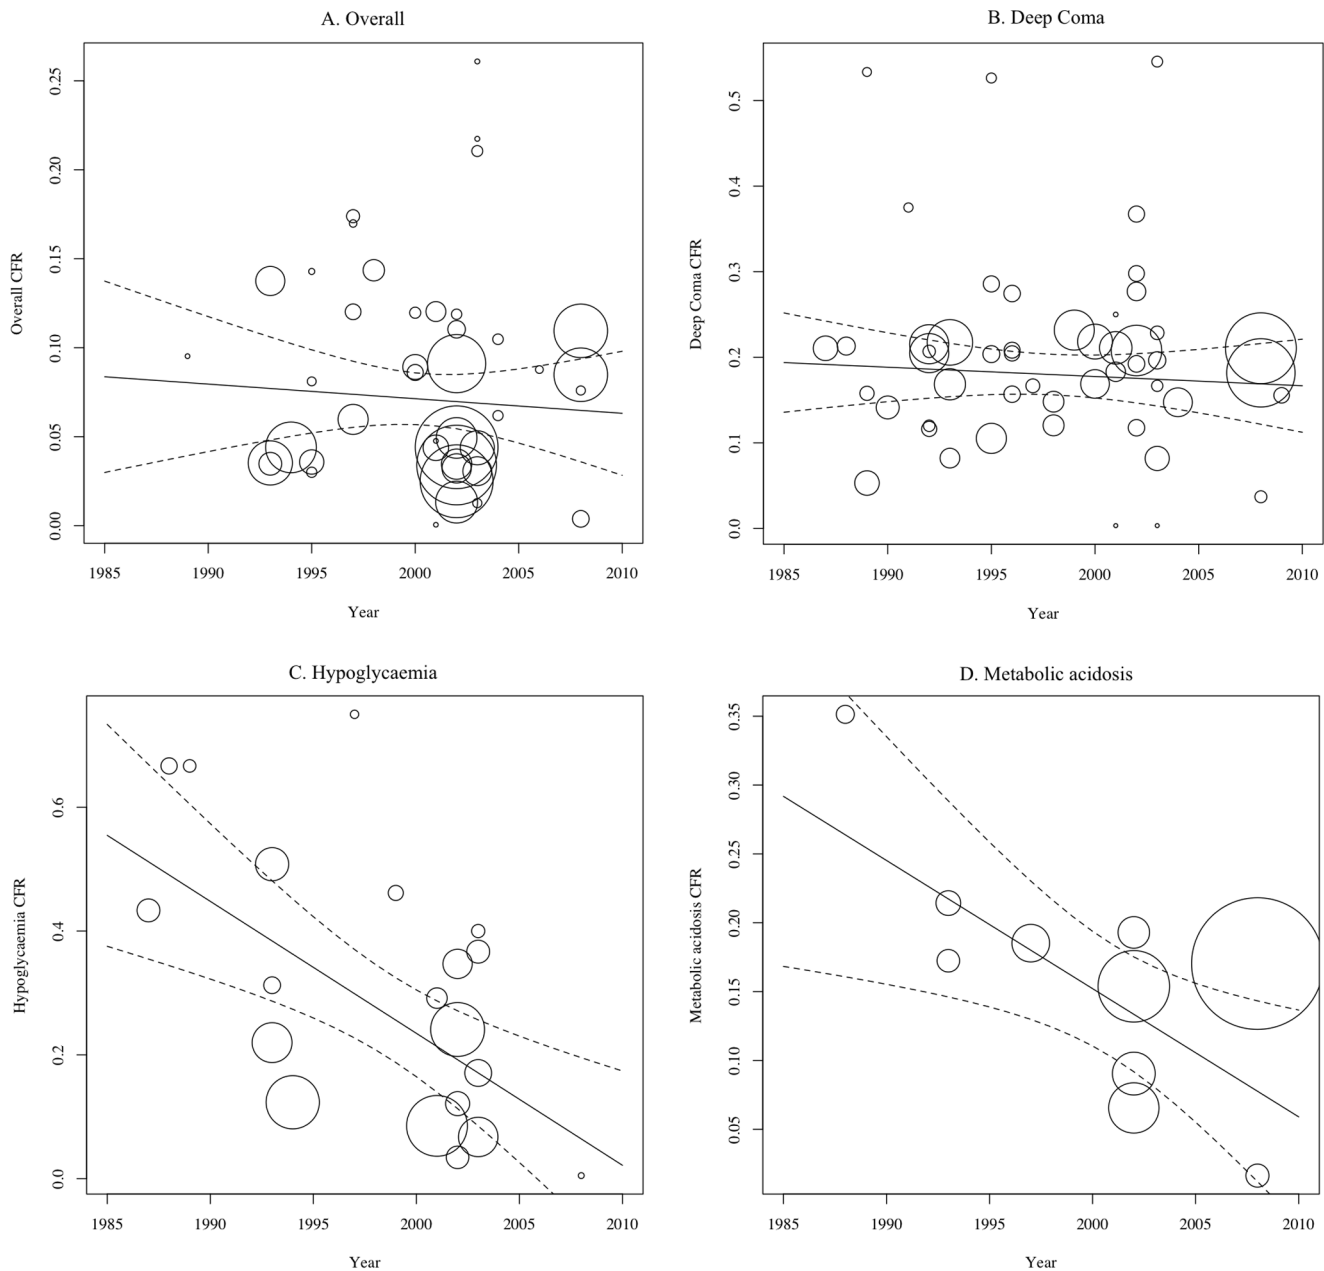 A. Overall
Overall CFR
0.25
0.20
0.15
0.10
0.05
0.00
1985 1990 1995 2000 2005 2010
Year
B. Deep Coma
Deep Coma CFR
0.5
0.4
0.3
0.2
0.1
0.0
1985 1990 1995 2000 2005 2010
Year
C. Hypoglycaemia
Hypoglycaemia CFR
0.6
0.4
0.2
0.0
1985 1990 1995 2000 2005 2010
Year
D. Metabolic acidosis
Metabolic acidosis CFR
0.35
0.30
0.25
0.20
0.15
0.10
0.05
1985 1990 1995 2000 2005 2010
Year